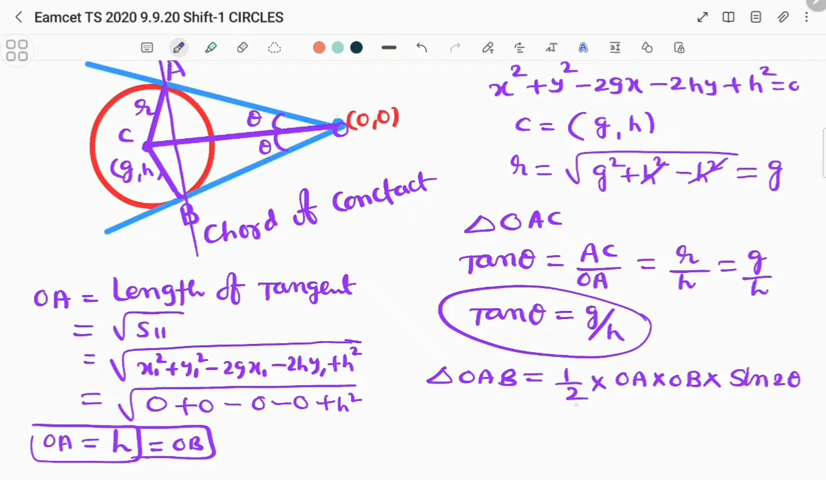 Eamcet TS 2020 9.9.20 Shift-1 CIRCLES
A
r
C
(g,h)
θ
θ
O(0,0)
B
Chord of Contact
x²+y²-2gx-2hy+h²=0
C = (g,h)
r = √g²+h²-h² = g
△OAC
Tanθ = AC/OA = r/h = g/h
Tanθ = g/h
△OAB = 1/2 × OA × OB × Sin2θ
OA = Length of Tangent
= √S11
= √x₁²+y₁²-2gx₁-2hy₁+h²
= √0+0-0-0+h²
OA = h = OB